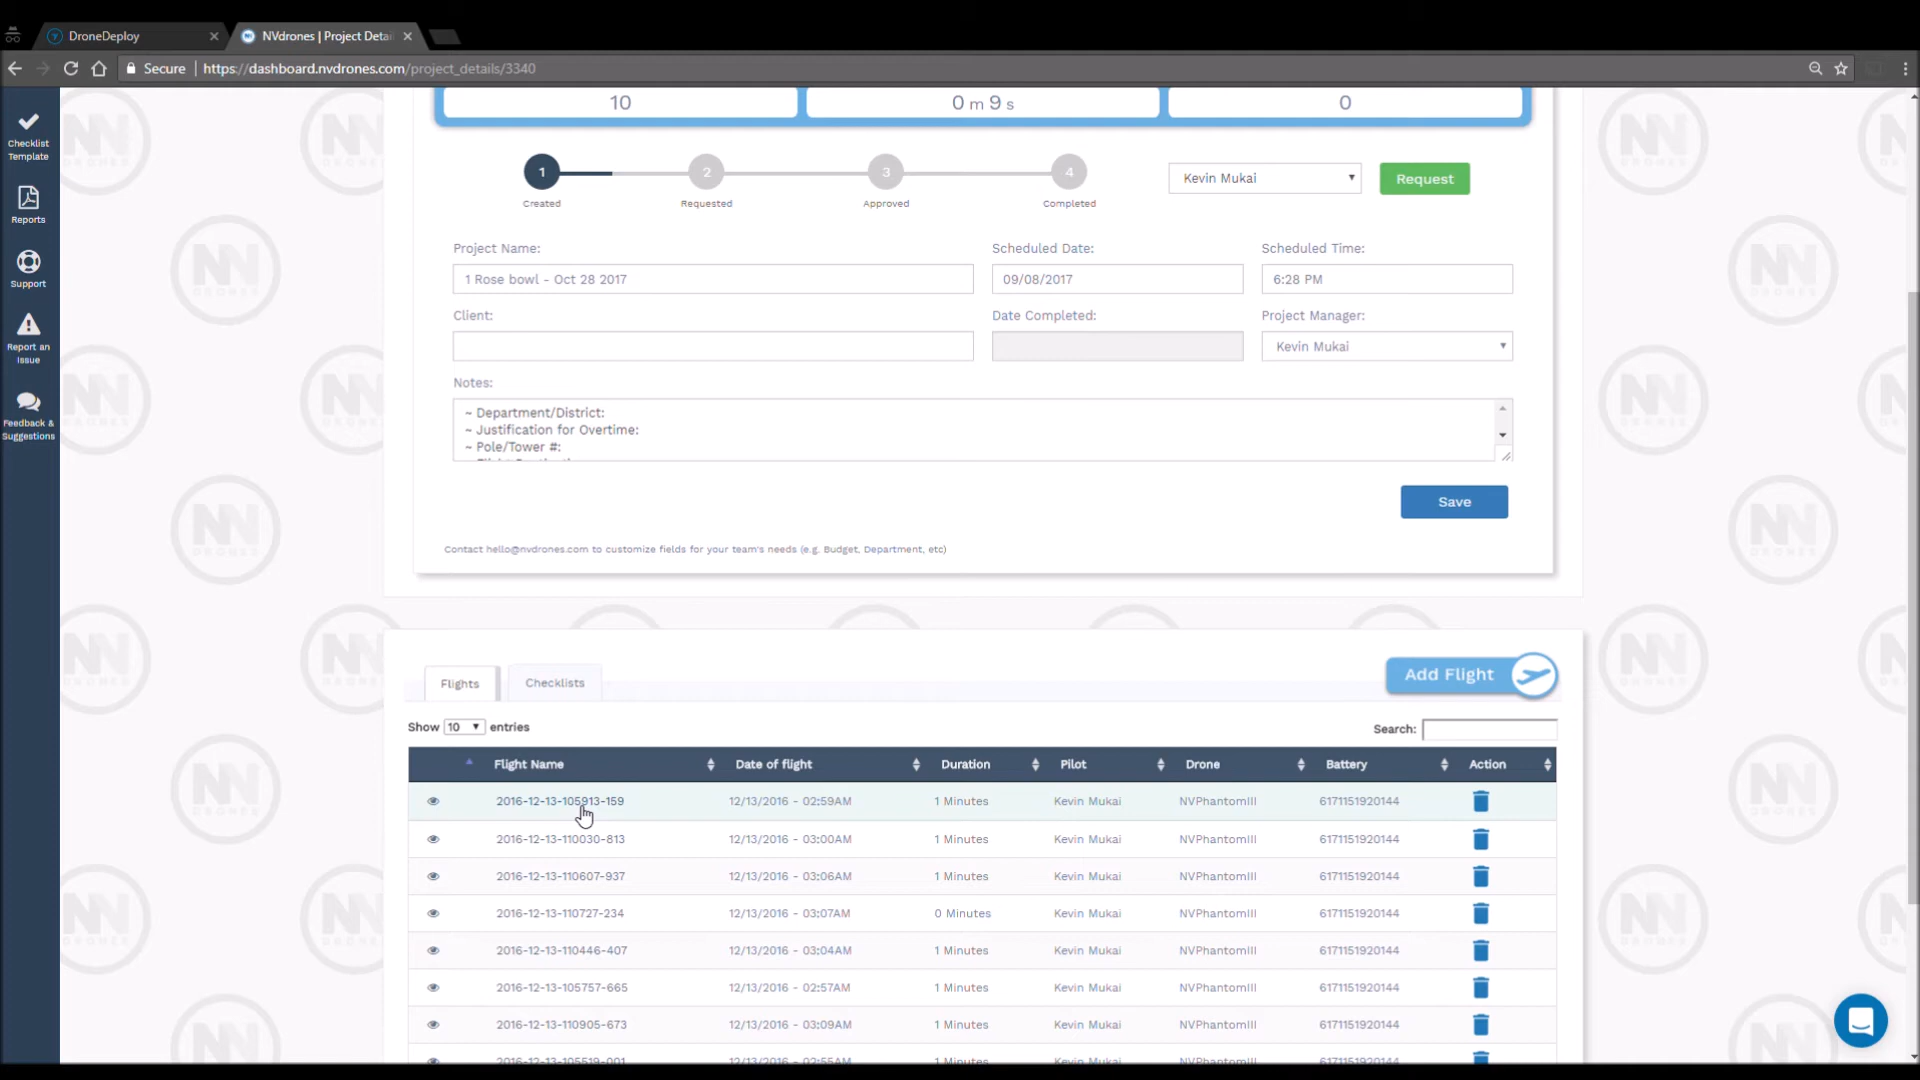 DroneDeploy
NVdrones | Project Detai
Secure
https://dashboard.nvdrones.com/project_details/3340
10
0 m 9 s
0
Checklist
Template
Reports
Support
Report an
Issue
Feedback &
Suggestions
1
2
3
4
Created
Requested
Approved
Completed
Kevin Mukai
Request
Project Name:
Scheduled Date:
Scheduled Time:
1 Rose bowl - Oct 28 2017
09/08/2017
6:28 PM
Client:
Date Completed:
Project Manager:
Kevin Mukai
Notes:
~ Department/District:
~ Justification for Overtime:
~ Pole/Tower #:
Save
Contact hello@nvdrones.com to customize fields for your team's needs (e.g. Budget, Department, etc)
Flights
Checklists
Add Flight
Show 10 entries
Search:
Flight Name Date of flight Duration Pilot Drone Battery Action
2016-12-13-105913-159 12/13/2016 - 02:59AM 1 Minutes Kevin Mukai NVPhantomIII 6171151920144
2016-12-13-110030-813 12/13/2016 - 03:00AM 1 Minutes Kevin Mukai NVPhantomIII 6171151920144
2016-12-13-110607-937 12/13/2016 - 03:06AM 1 Minutes Kevin Mukai NVPhantomIII 6171151920144
2016-12-13-110727-234 12/13/2016 - 03:07AM 0 Minutes Kevin Mukai NVPhantomIII 6171151920144
2016-12-13-110446-407 12/13/2016 - 03:04AM 1 Minutes Kevin Mukai NVPhantomIII 6171151920144
2016-12-13-105757-665 12/13/2016 - 02:57AM 1 Minutes Kevin Mukai NVPhantomIII 6171151920144
2016-12-13-110905-673 12/13/2016 - 03:09AM 1 Minutes Kevin Mukai NVPhantomIII 6171151920144
2016-12-13-105519-001 12/13/2016 - 02:55AM 1 Minutes Kevin Mukai NVPhantomIII 6171151920144